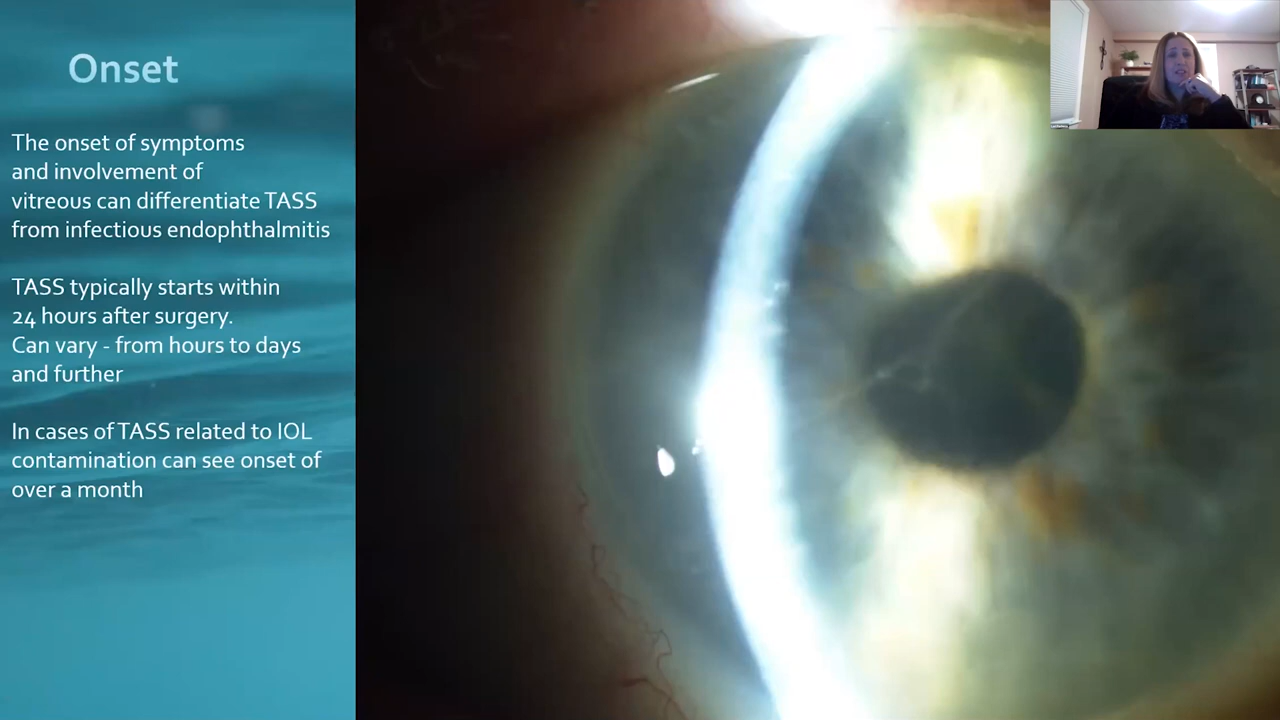 Onset
The onset of symptoms
and involvement of
vitreous can differentiate TASS
from infectious endophthalmitis
TASS typically starts within
24 hours after surgery.
Can vary - from hours to days
and further
In cases of TASS related to IOL
contamination can see onset of
over a month